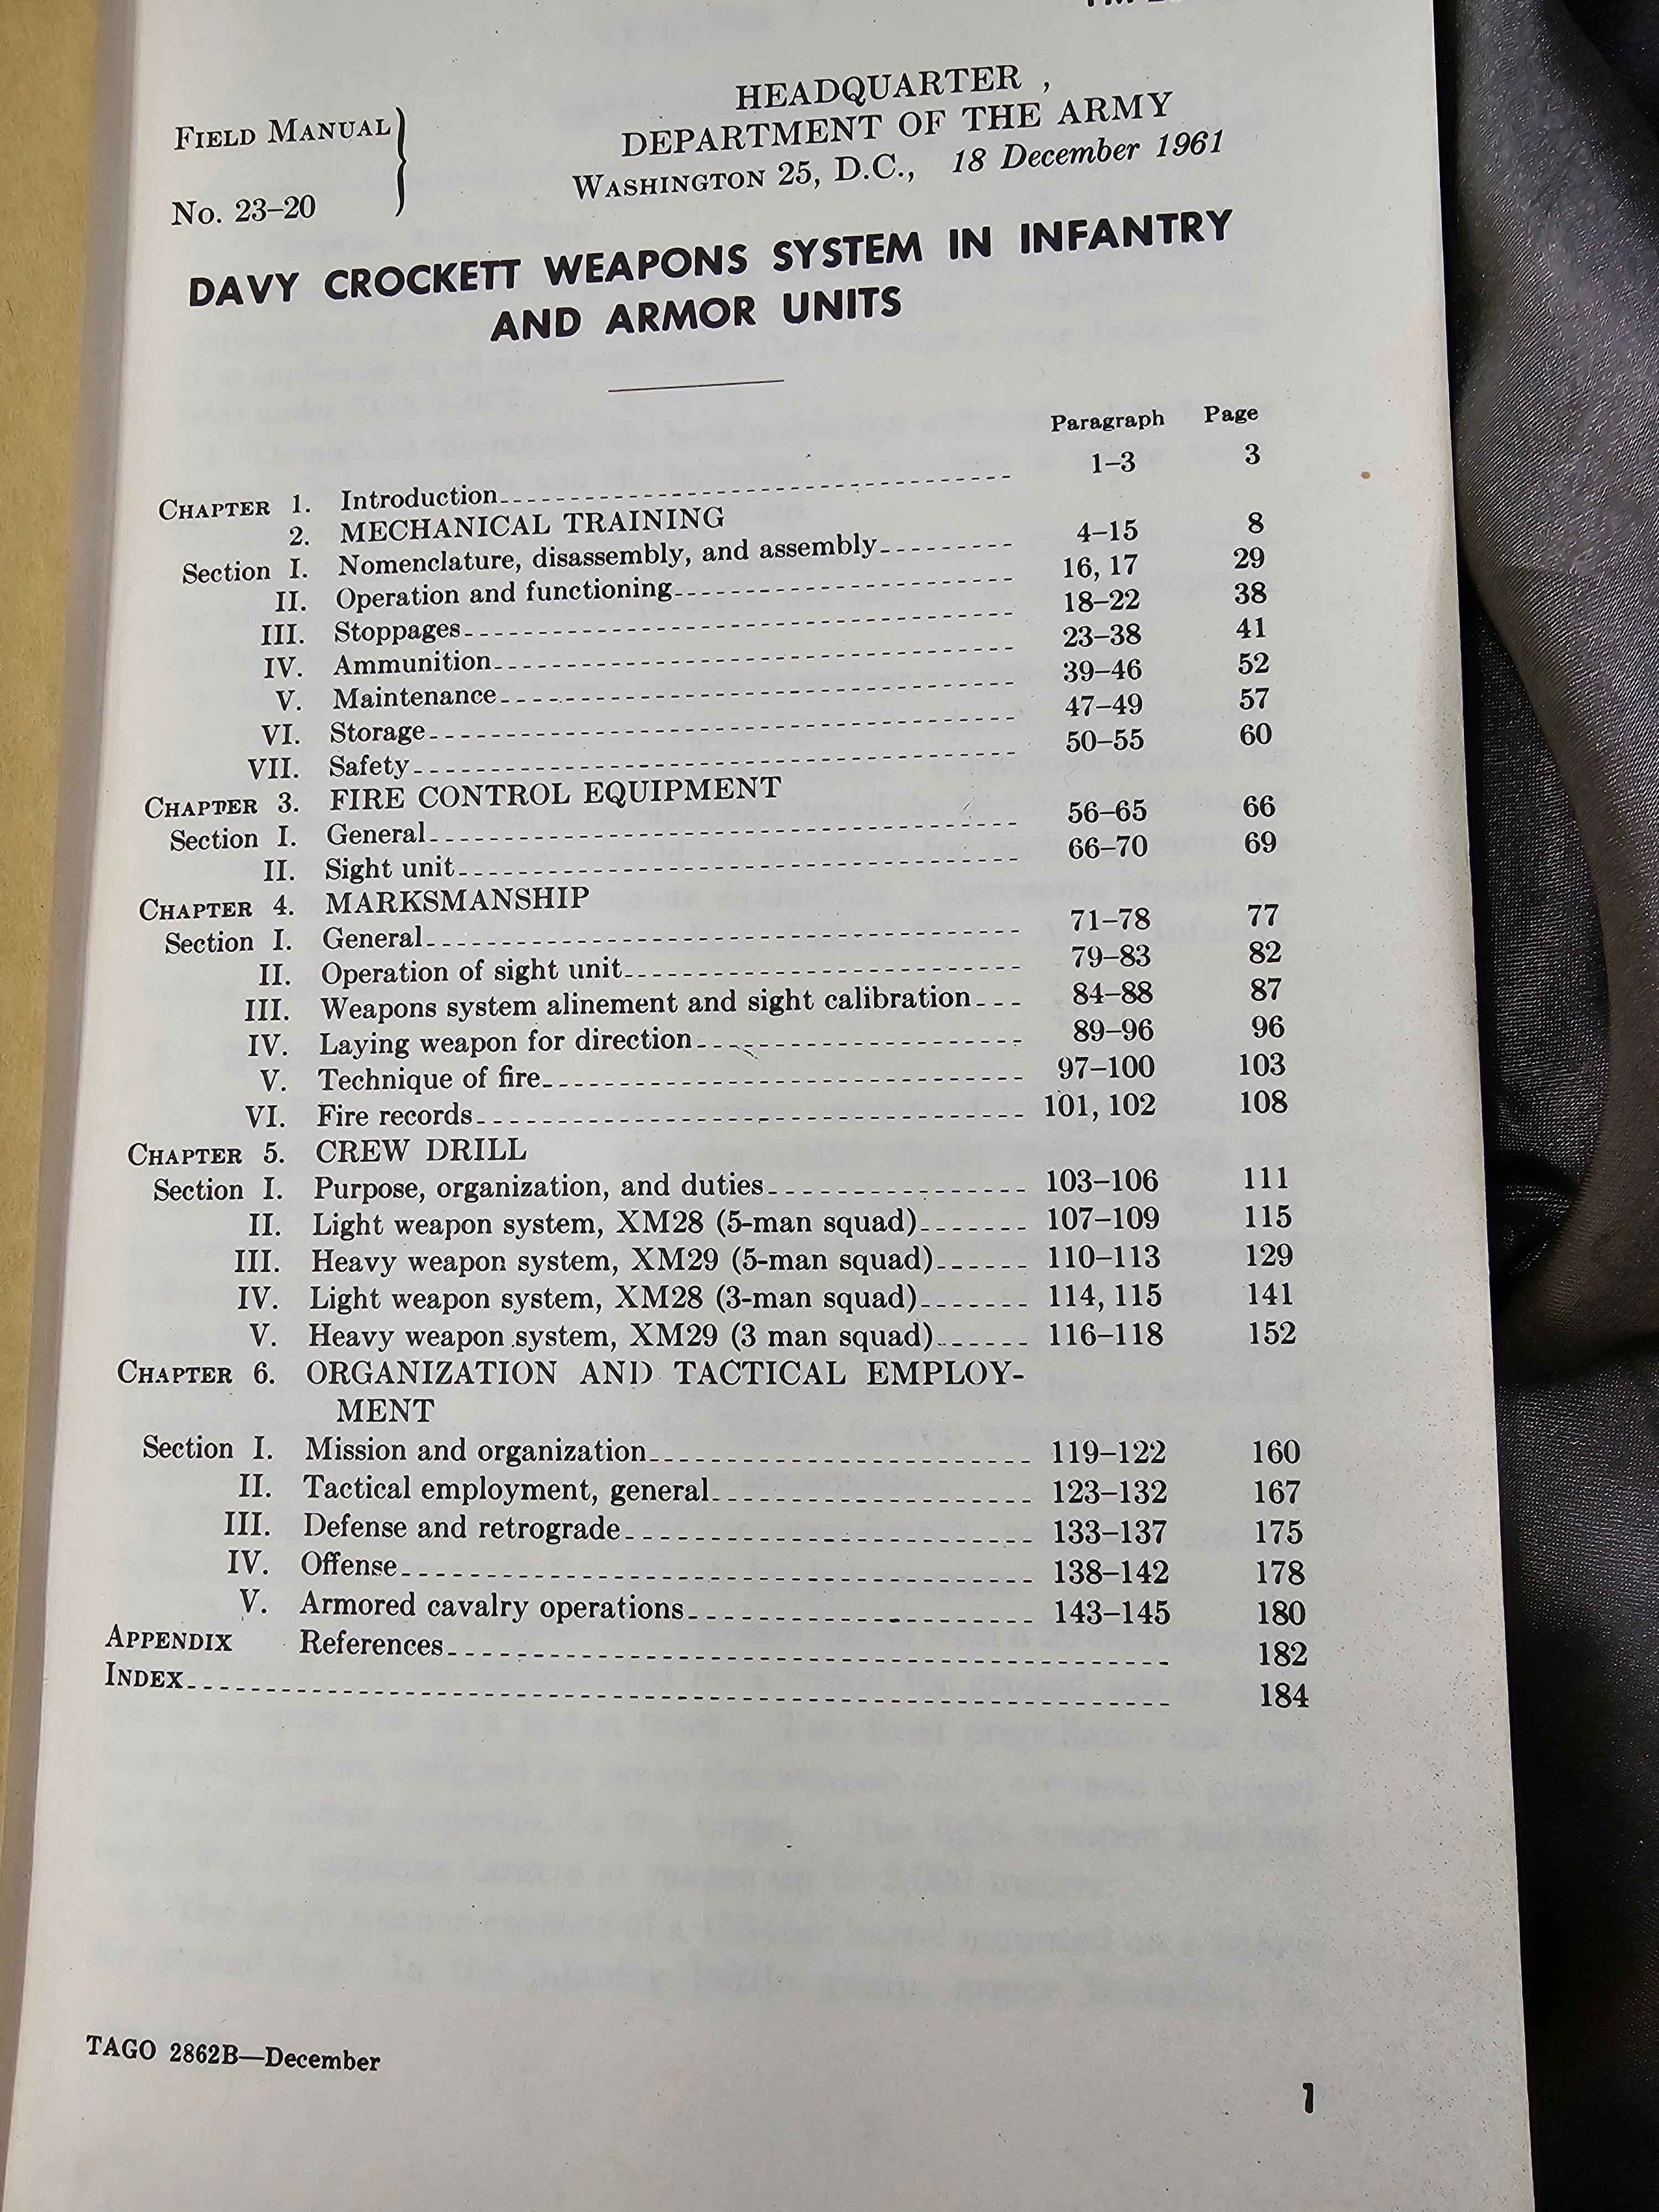 FIELD MANUAL
No. 23–20
HEADQUARTER ,
DEPARTMENT OF THE ARMY
WASHINGTON 25, D.C., 18 December 1961
DAVY CROCKETT WEAPONS SYSTEM IN INFANTRY
AND ARMOR UNITS
Paragraph Page
CHAPTER 1. Introduction 1–3 3
2. MECHANICAL TRAINING
Section I. Nomenclature, disassembly, and assembly 4–15 8
II. Operation and functioning 16, 17 29
III. Stoppages 18–22 38
IV. Ammunition 23–38 41
V. Maintenance 39–46 52
VI. Storage 47–49 57
VII. Safety 50–55 60
CHAPTER 3. FIRE CONTROL EQUIPMENT
Section I. General 56–65 66
II. Sight unit 66–70 69
CHAPTER 4. MARKSMANSHIP
Section I. General 71–78 77
II. Operation of sight unit 79–83 82
III. Weapons system alinement and sight calibration 84–88 87
IV. Laying weapon for direction 89–96 96
V. Technique of fire 97–100 103
VI. Fire records 101, 102 108
CHAPTER 5. CREW DRILL
Section I. Purpose, organization, and duties 103–106 111
II. Light weapon system, XM28 (5-man squad) 107–109 115
III. Heavy weapon system, XM29 (5-man squad) 110–113 129
IV. Light weapon system, XM28 (3-man squad) 114, 115 141
V. Heavy weapon system, XM29 (3 man squad) 116–118 152
CHAPTER 6. ORGANIZATION AND TACTICAL EMPLOY-
MENT
Section I. Mission and organization 119–122 160
II. Tactical employment, general 123–132 167
III. Defense and retrograde 133–137 175
IV. Offense 138–142 178
V. Armored cavalry operations 143–145 180
APPENDIX References 182
INDEX 184
TAGO 2862B—December
1